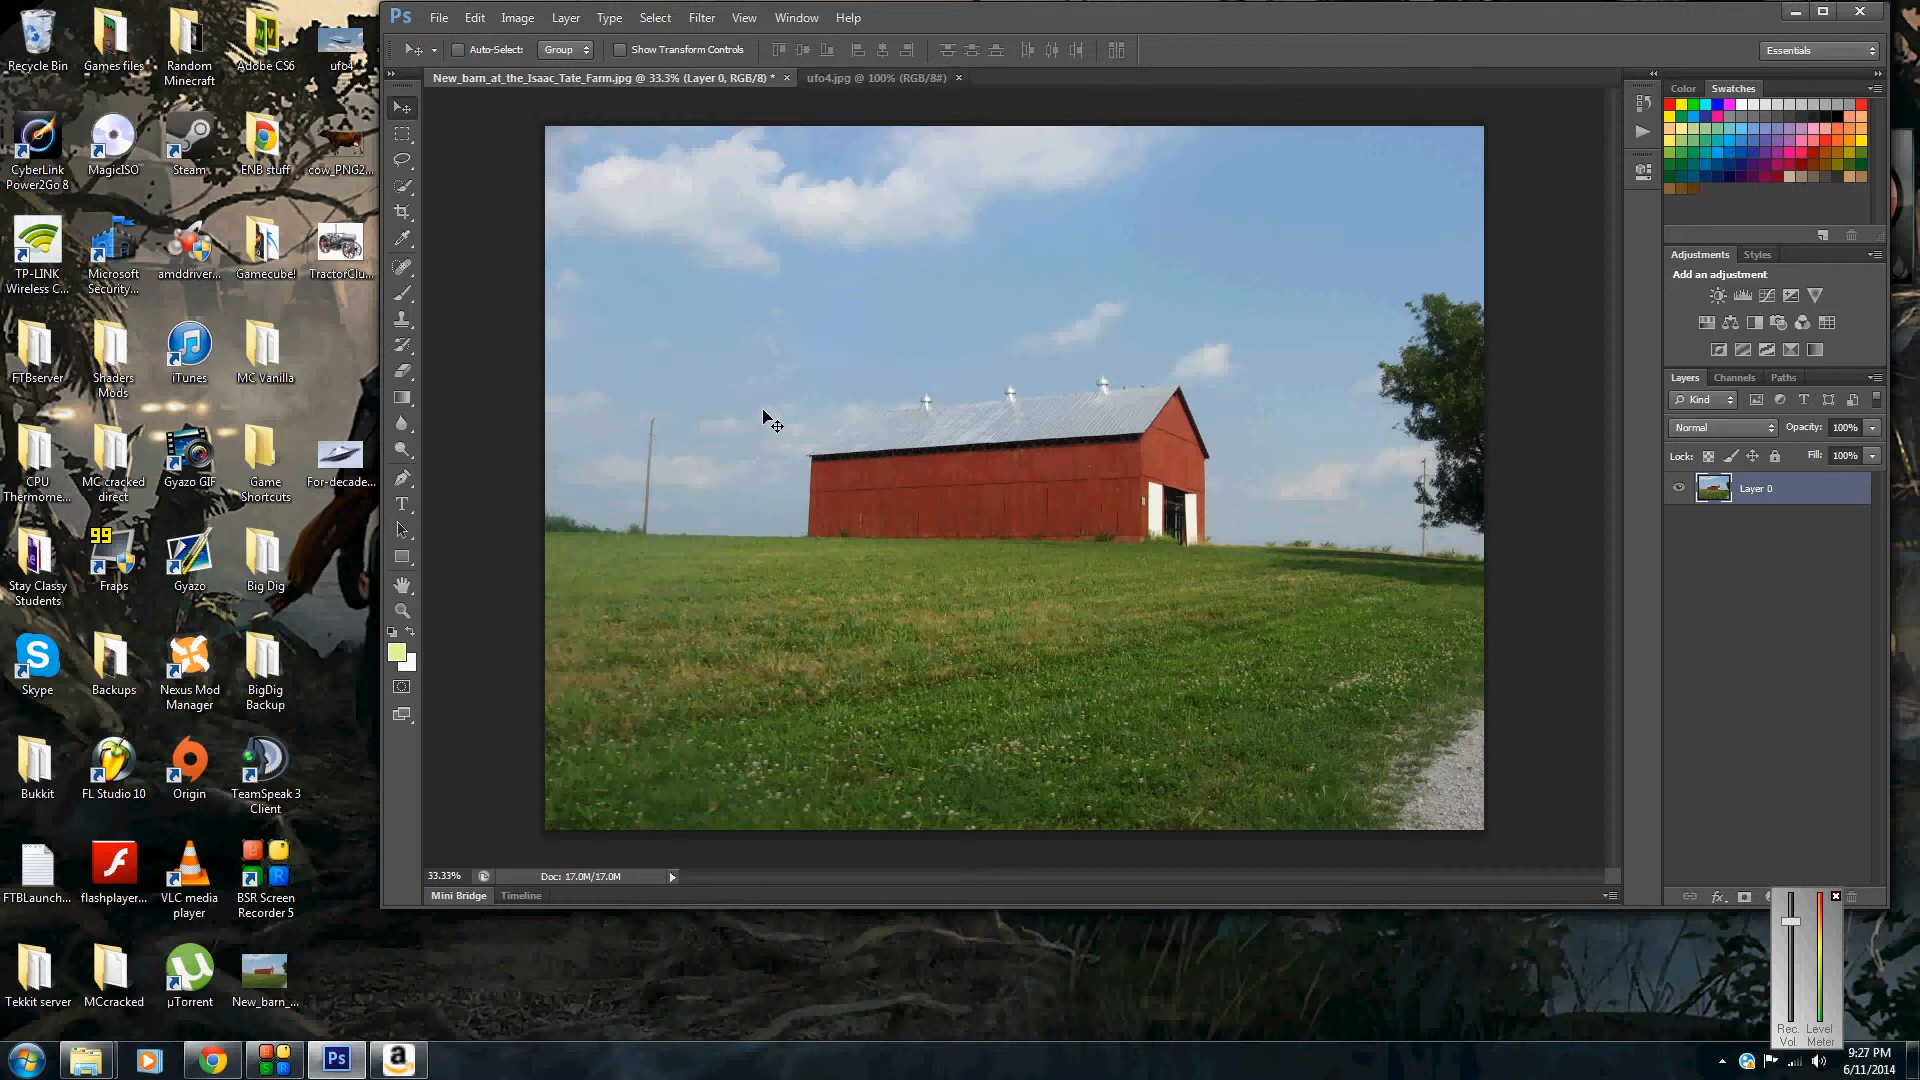 Ps File Edit Image Layer Type Select Filter View Window Help
Auto-Select: Group Show Transform Controls Essentials
New_barn_at_the_Isaac_Tate_Farm.jpg @ 33.3% (Layer 0, RGB/8) * × ufo4.jpg @ 100% (RGB/8#) ×
Color Swatches
Adjustments Styles
Add an adjustment
Layers Channels Paths
Kind
Normal Opacity: 100%
Lock: Fill: 100%
Layer 0
33.33% Doc: 17.0M/17.0M
Mini Bridge Timeline
Recycle Bin
Games files
Random
Minecraft
Adobe CS6
ufo4
CyberLink
Power2Go 8
MagicISO
Steam
ENB stuff
cow_PNG2...
TP-LINK
Wireless C...
Microsoft
Security...
amddriver...
Gamecube!
TractorClu...
FTBserver
Shaders
Mods
iTunes
MC Vanilla
CPU
Thermome...
MC cracked
direct
Gyazo GIF
Game
Shortcuts
For-decade...
Stay Classy
Students
99
Fraps
Gyazo
Big Dig
Skype
Backups
Nexus Mod
Manager
BigDig
Backup
Bukkit
FL Studio 10
Origin
TeamSpeak 3
Client
FTBLaunch...
flashplayer...
VLC media
player
BSR Screen
Recorder 5
Tekkit server
MCcracked
µTorrent
New_barn_...
Rec. Level
Vol. Meter
Ps
9:27 PM
6/11/2014